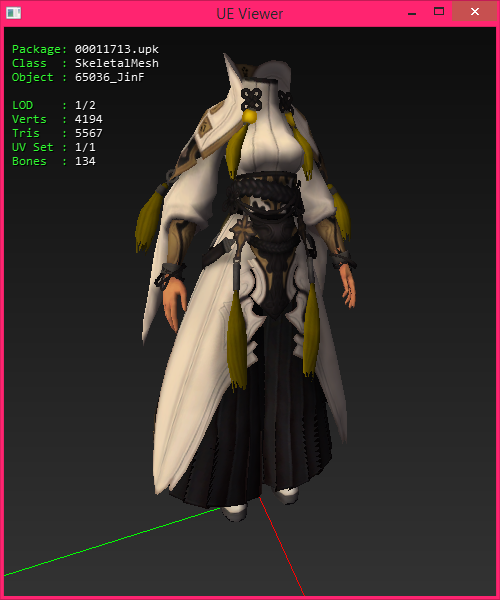 UE Viewer
Package: 00011713.upk
Class  : SkeletalMesh
Object : 65036_JinF
LOD    : 1/2
Verts  : 4194
Tris   : 5567
UV Set : 1/1
Bones  : 134